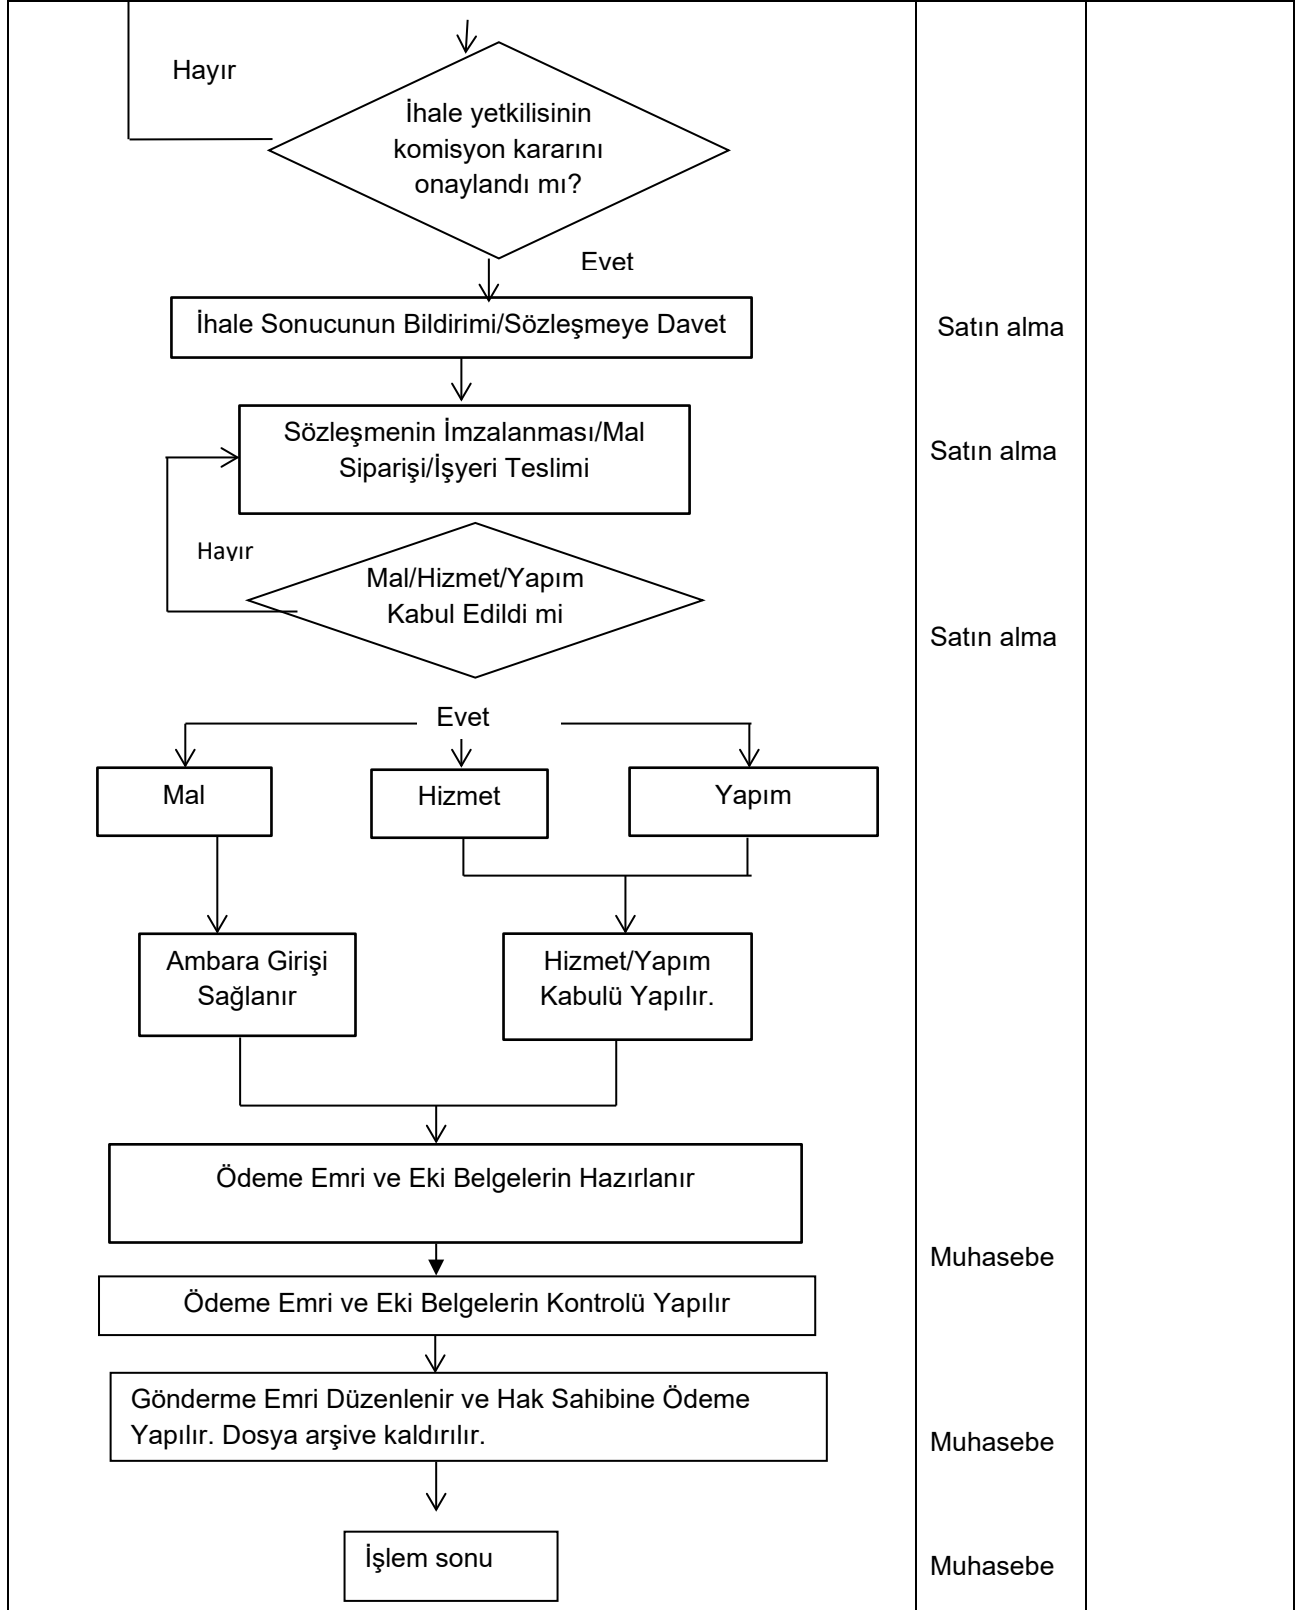 Hayır
İhale yetkilisinin
komisyon kararını
onaylandı mı?
Evet
İhale Sonucunun Bildirimi/Sözleşmeye Davet
Satın alma
Sözleşmenin İmzalanması/Mal
Siparişi/İşyeri Teslimi
Satın alma
Hayır
Mal/Hizmet/Yapım
Kabul Edildi mi
Satın alma
Evet
Mal
Hizmet
Yapım
Ambara Girişi
Sağlanır
Hizmet/Yapım
Kabulü Yapılır.
Ödeme Emri ve Eki Belgelerin Hazırlanır
Muhasebe
Ödeme Emri ve Eki Belgelerin Kontrolü Yapılır
Gönderme Emri Düzenlenir ve Hak Sahibine Ödeme
Yapılır. Dosya arşive kaldırılır.
Muhasebe
İşlem sonu
Muhasebe